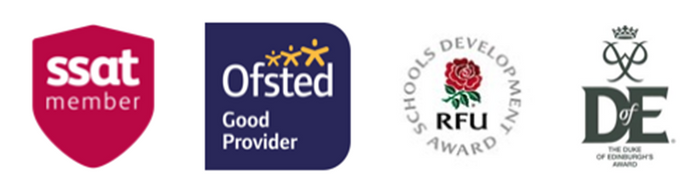 ssat
member
Ofsted
Good
Provider
SCHOOLS DEVELOPMENT
RFU
AWARD
DofE
THE DUKE
OF EDINBURGH'S
AWARD